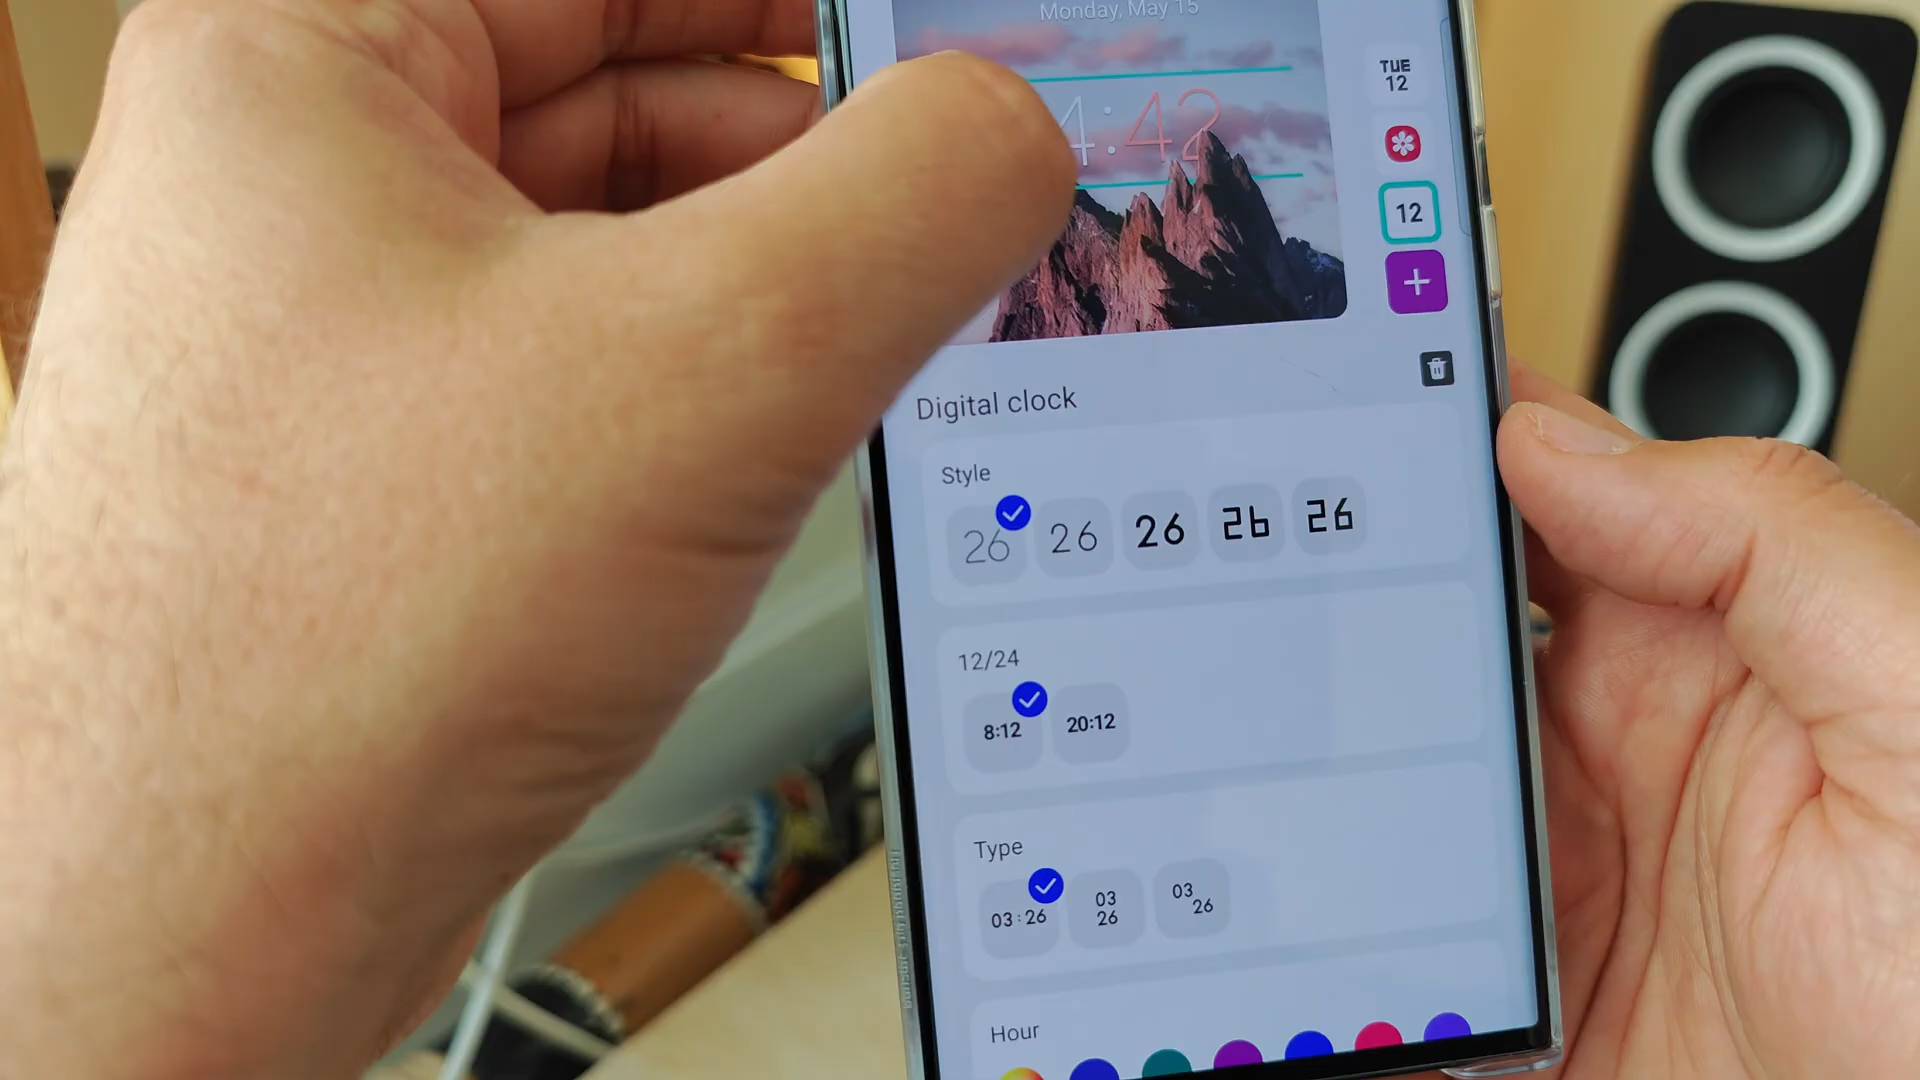 Monday, May 15
4:42
TUE
12
12
Digital clock
Style
26 26 26 26 26
12/24
8:12 20:12
Type
03:26
03
26
03
26
Hour